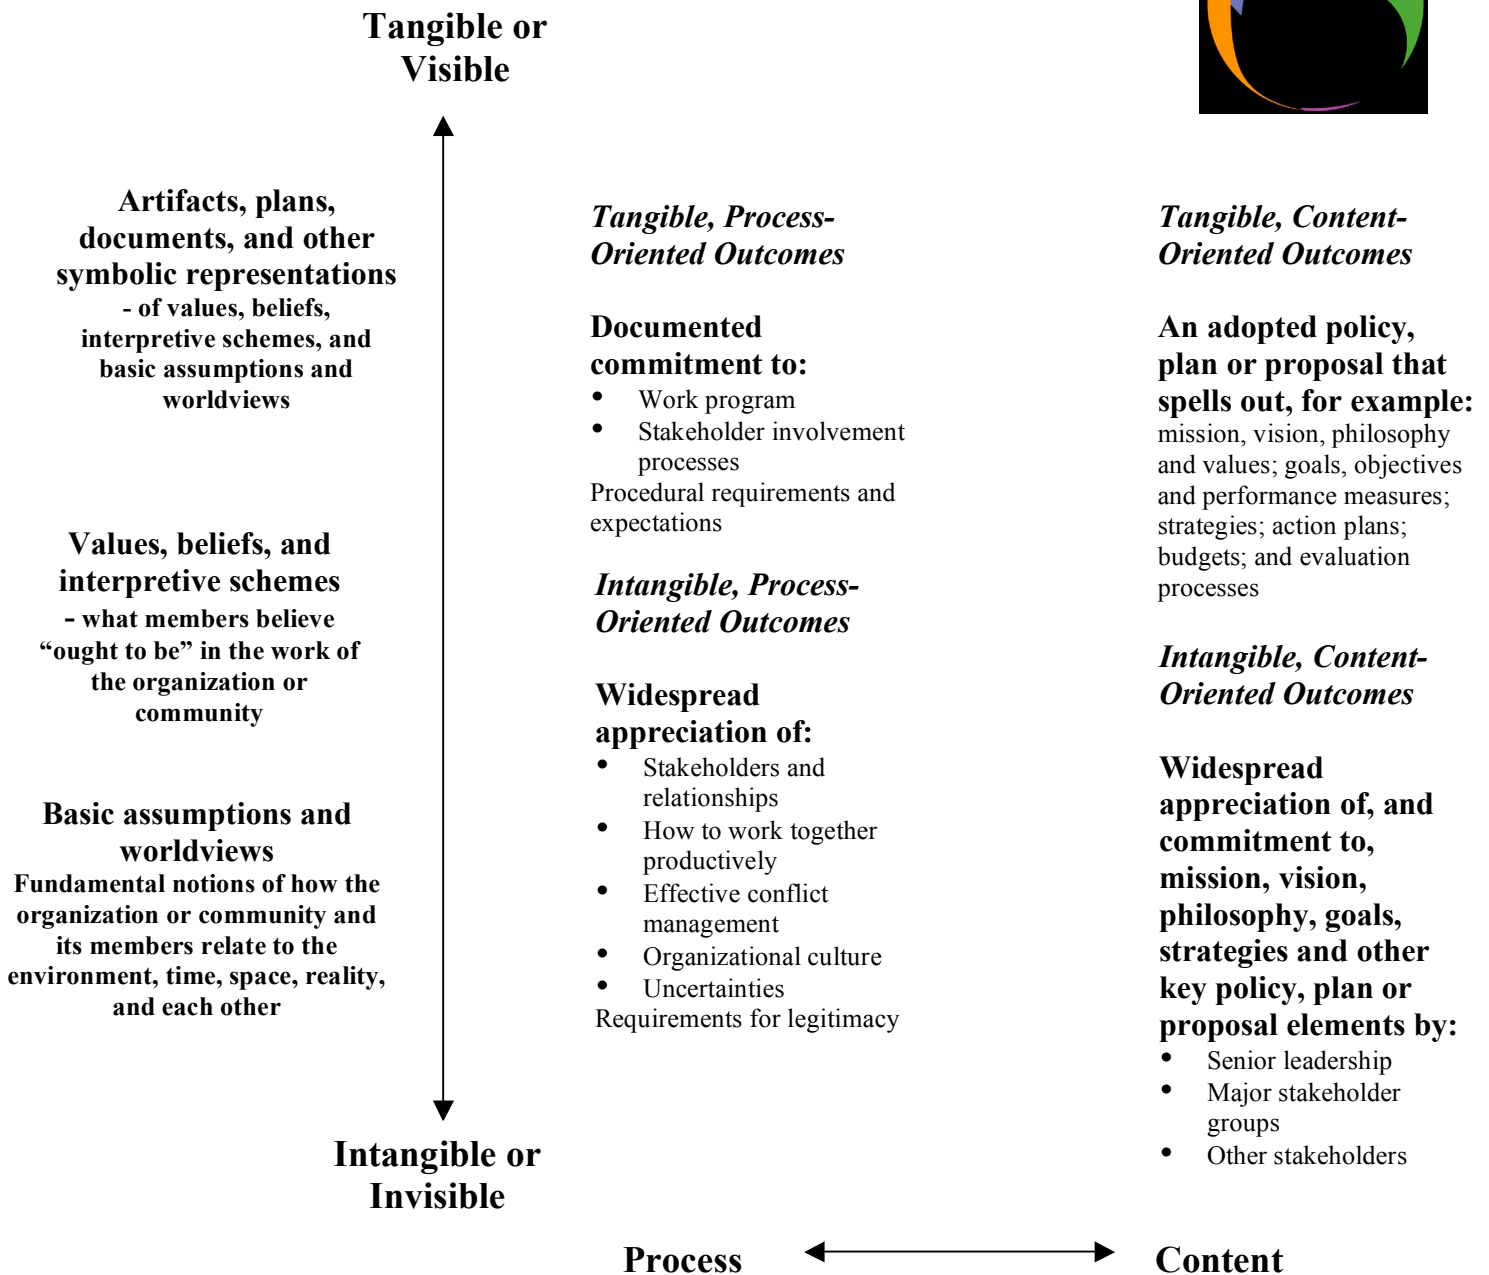 Tangible or
Visible
Artifacts, plans,
documents, and other
symbolic representations
- of values, beliefs,
interpretive schemes, and
basic assumptions and
worldviews
Values, beliefs, and
interpretive schemes
- what members believe
“ought to be” in the work of
the organization or
community
Basic assumptions and
worldviews
Fundamental notions of how the
organization or community and
its members relate to the
environment, time, space, reality,
and each other
Intangible or
Invisible
Tangible, Process-
Oriented Outcomes
Documented
commitment to:
• Work program
• Stakeholder involvement
processes
Procedural requirements and
expectations
Intangible, Process-
Oriented Outcomes
Widespread
appreciation of:
• Stakeholders and
relationships
• How to work together
productively
• Effective conflict
management
• Organizational culture
• Uncertainties
Requirements for legitimacy
Tangible, Content-
Oriented Outcomes
An adopted policy,
plan or proposal that
spells out, for example:
mission, vision, philosophy
and values; goals, objectives
and performance measures;
strategies; action plans;
budgets; and evaluation
processes
Intangible, Content-
Oriented Outcomes
Widespread
appreciation of, and
commitment to,
mission, vision,
philosophy, goals,
strategies and other
key policy, plan or
proposal elements by:
• Senior leadership
• Major stakeholder
groups
• Other stakeholders
Process
Content